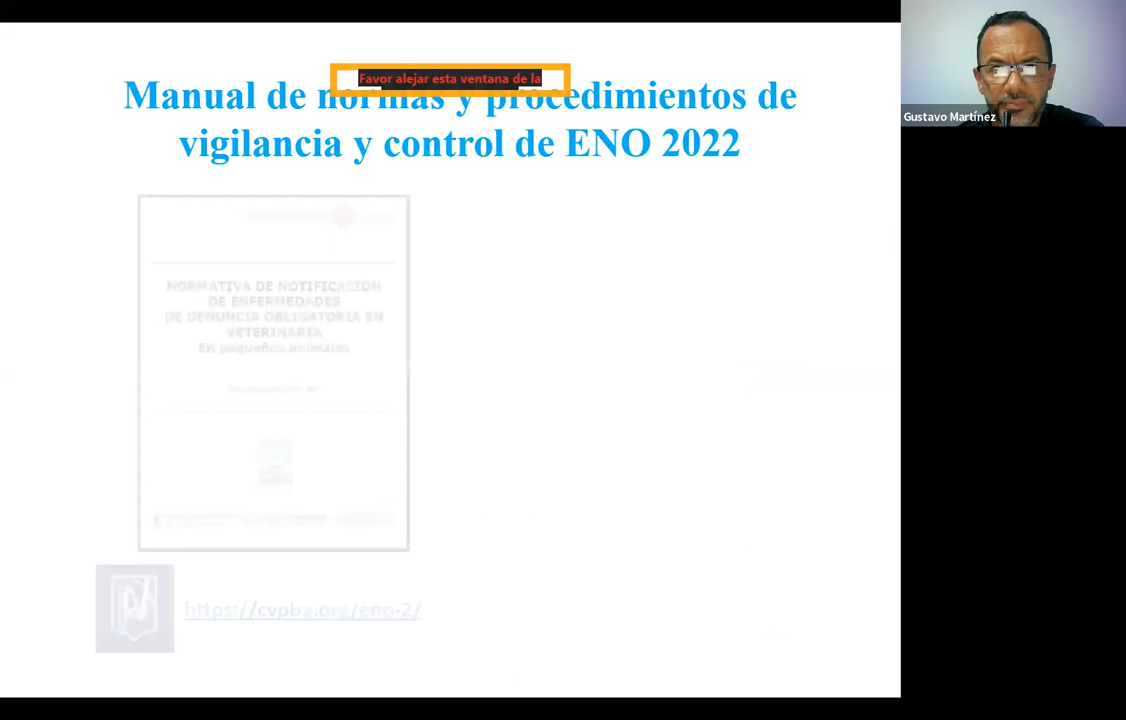 Favor alejar esta ventana de la
Manual de normas y procedimientos de
vigilancia y control de ENO 2022
Gustavo Martínez
NORMATIVA DE NOTIFICACIÓN
DE ENFERMEDADES
DE DENUNCIA OBLIGATORIA EN
VETERINARIA
En pequeños animales
https://cvpba.org/eno-2/